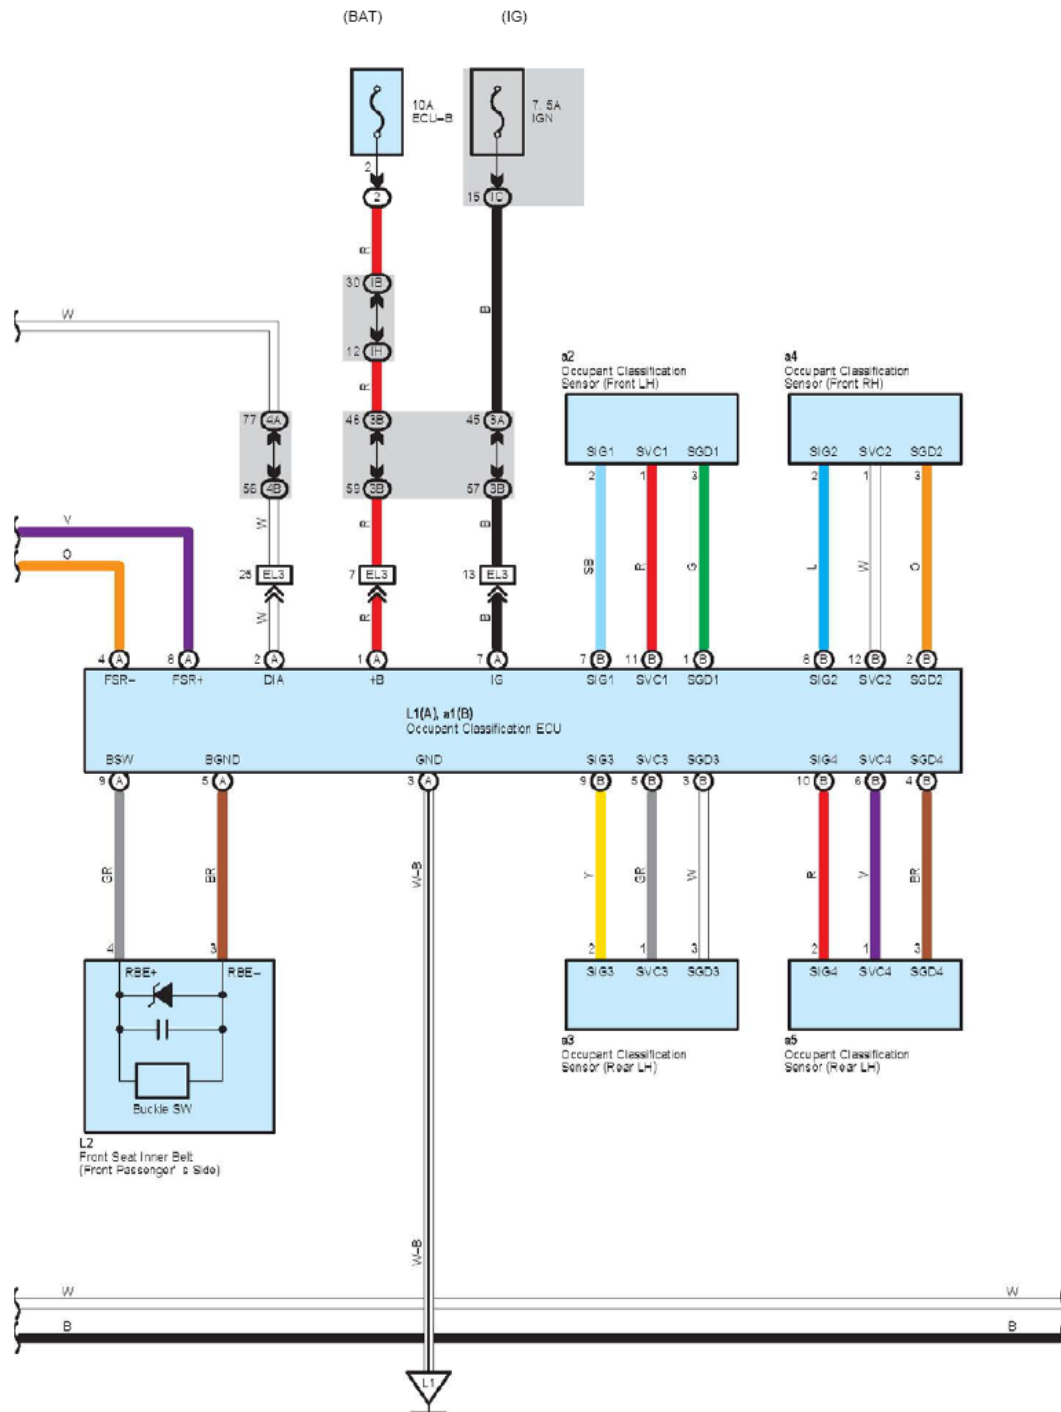 (BAT) (IG)
10A
ECU-B
7. 5A
IGN
2
2
15 1C
R
30 IB
B
W
12 IH
R
a2
Occupant Classification
Sensor (Front LH)
a4
Occupant Classification
Sensor (Front RH)
77 4A 46 3B 45 3A
SIG1 SVC1 SGD1 SIG2 SVC2 SGD2
2 1 3 2 1 3
56 4B 59 3B 57 3B
V W R B
O
SB R G L W O
25 EL3 7 EL3 13 EL3
W R B
4 A 6 A 2 A 1 A 7 A 7 B 11 B 1 B 8 B 12 B 2 B
FSR- FSR+ DIA +B IG SIG1 SVC1 SGD1 SIG2 SVC2 SGD2
L1(A), a1(B)
Occupant Classification ECU
BSW BGND GND SIG3 SVC3 SGD3 SIG4 SVC4 SGD4
9 A 5 A 3 A 9 B 5 B 3 B 10 B 6 B 4 B
GR BR W-B Y GR W R V BR
4 3 2 1 3 2 1 3
RBE+ RBE- SIG3 SVC3 SGD3 SIG4 SVC4 SGD4
a3
Occupant Classification
Sensor (Rear LH)
a5
Occupant Classification
Sensor (Rear LH)
Buckle SW
L2
Front Seat Inner Belt
(Front Passenger' s Side)
W-B
W W
B B
L1